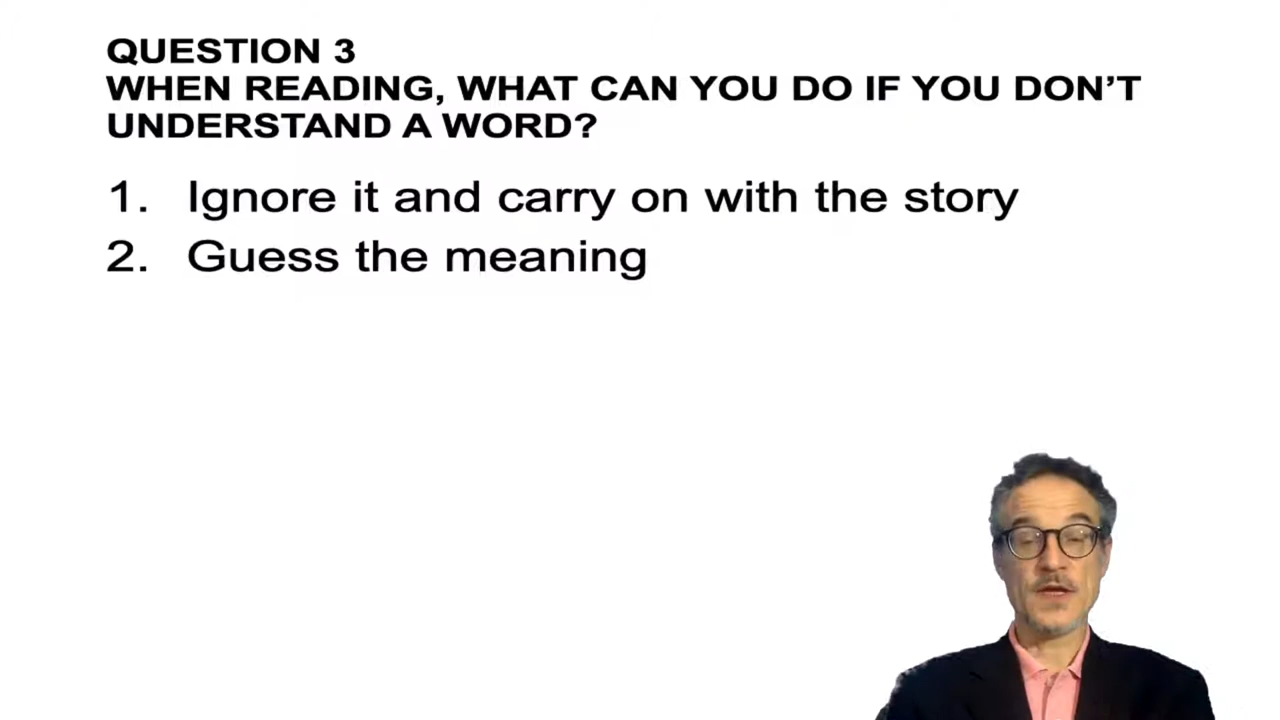 QUESTION 3
WHEN READING, WHAT CAN YOU DO IF YOU DON’T
UNDERSTAND A WORD?
1. Ignore it and carry on with the story
2. Guess the meaning